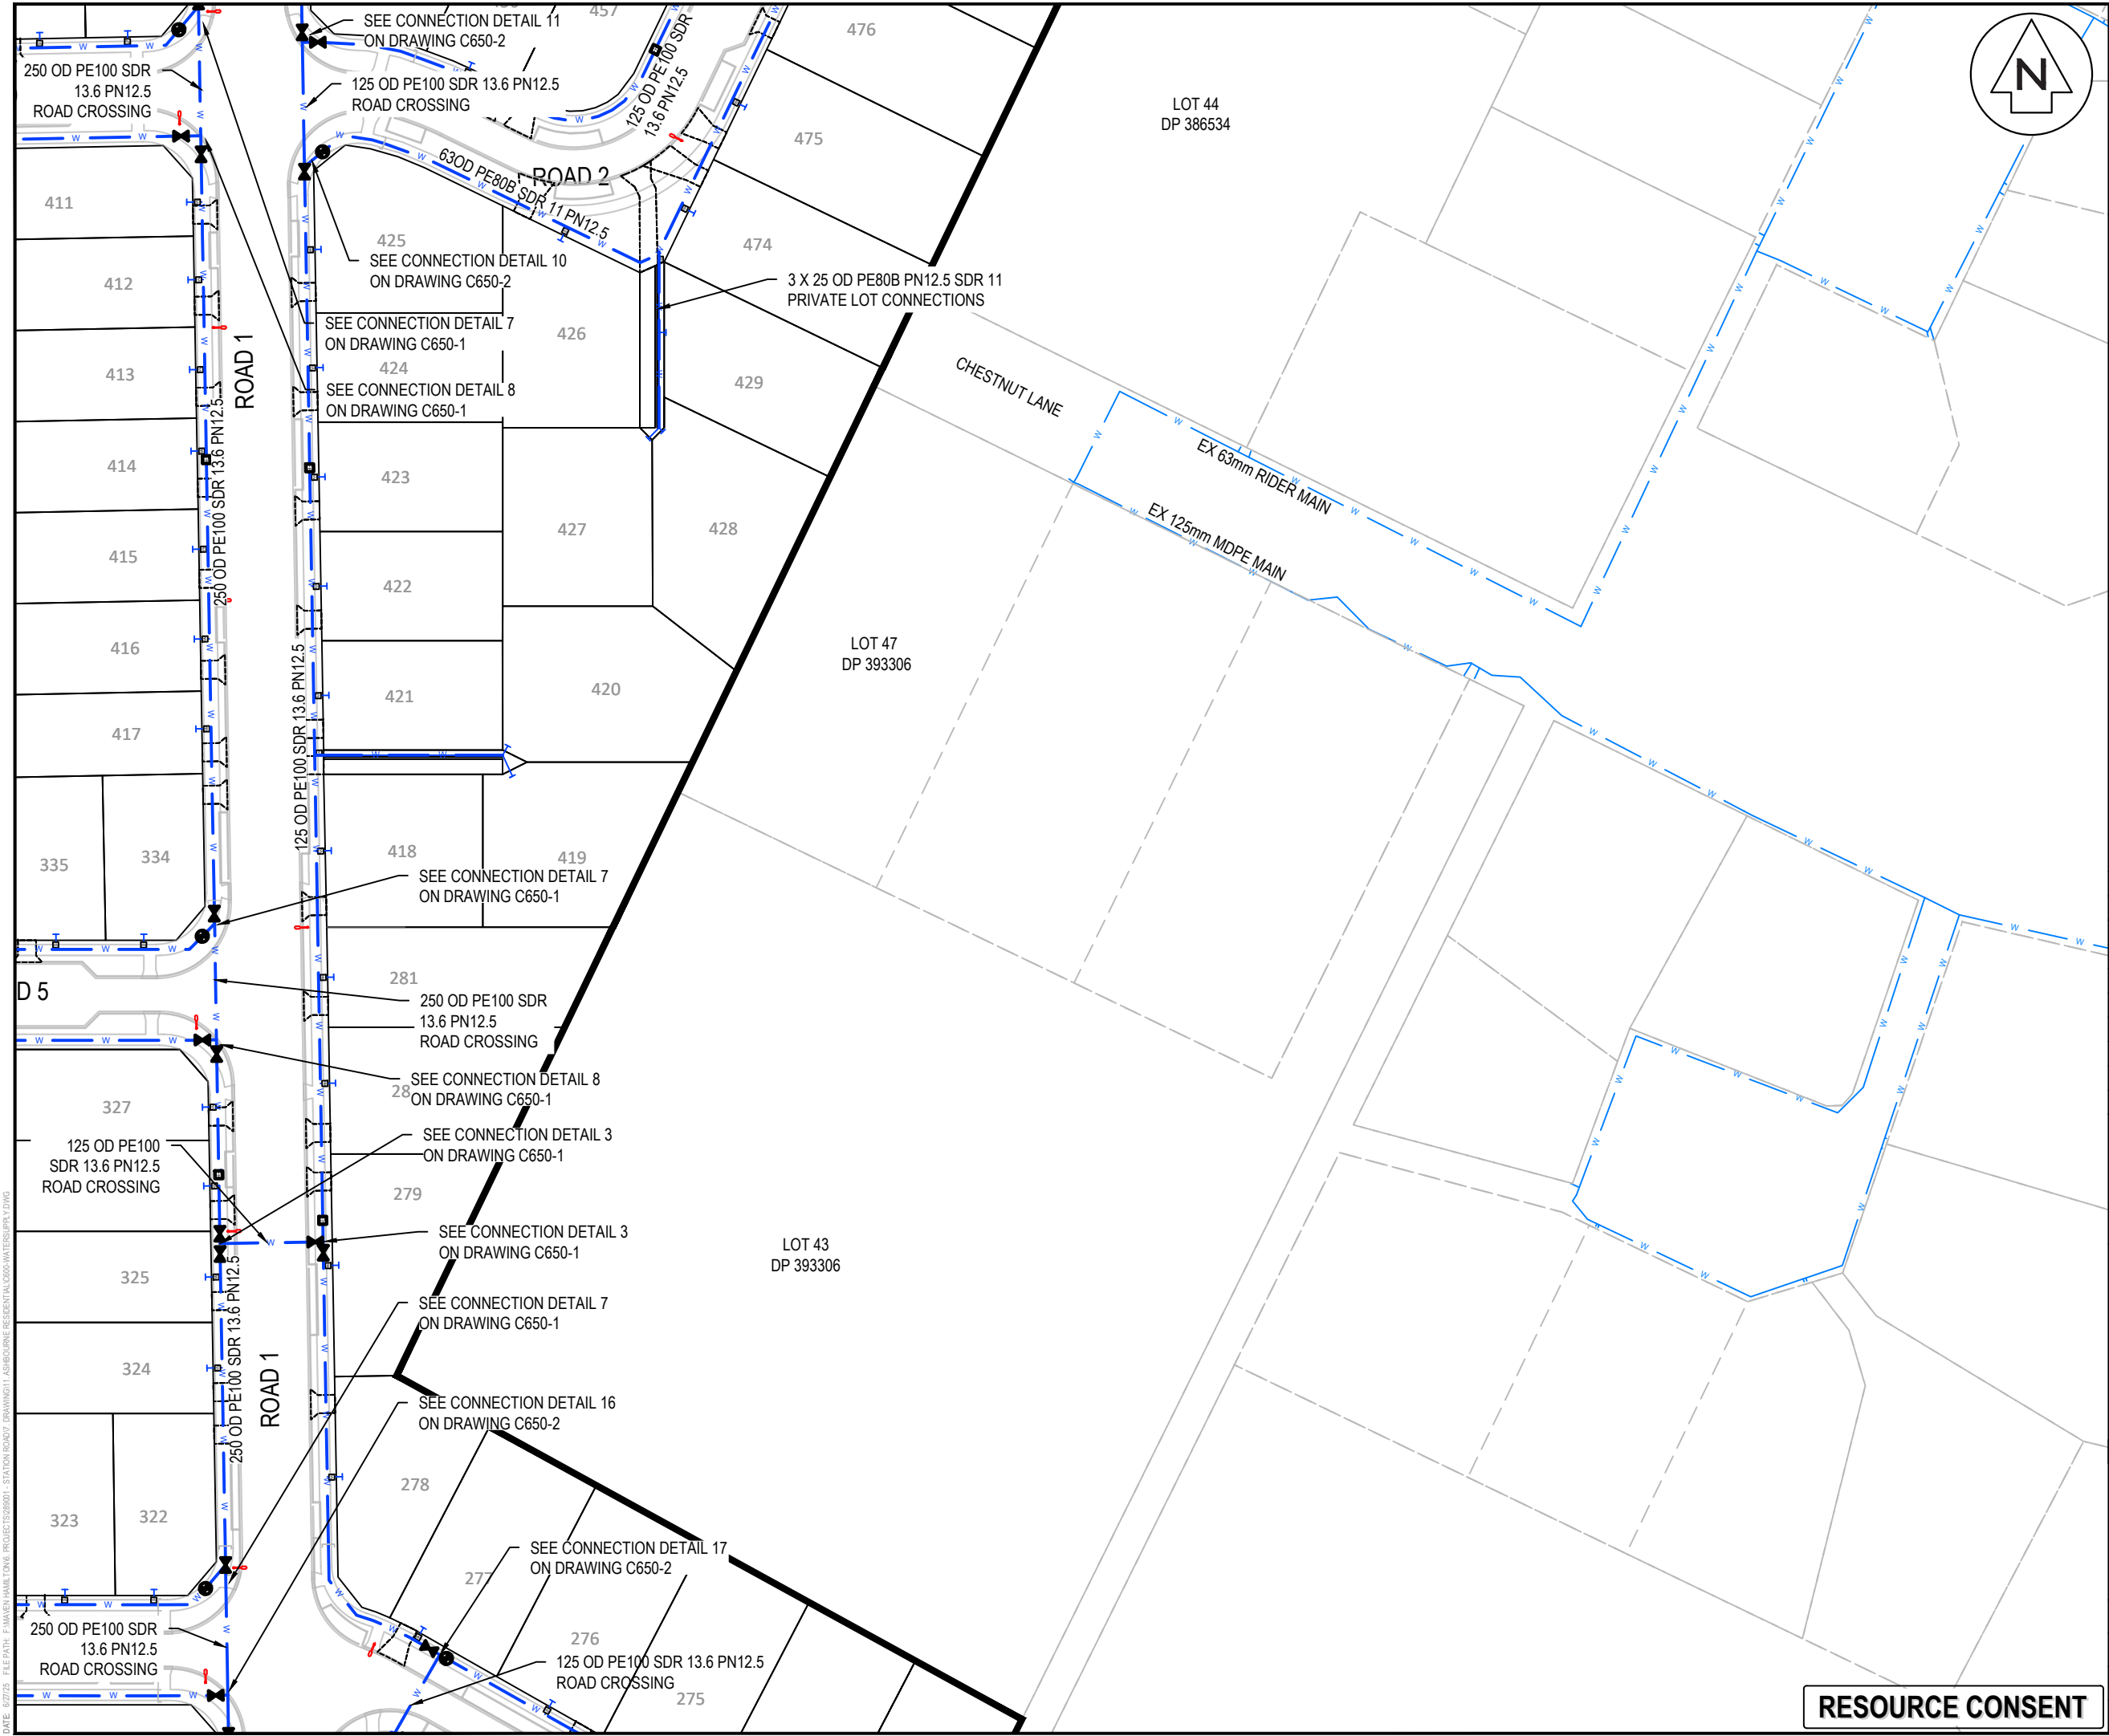 457
SEE CONNECTION DETAIL 11
ON DRAWING C650-2
476
N
250 OD PE100 SDR
13.6 PN12.5
ROAD CROSSING
125 OD PE100 SDR 13.6 PN12.5
ROAD CROSSING
125 OD PE100 SDR
13.6 PN12.5
LOT 44
DP 386534
475
63OD PE80B SDR 11 PN12.5
ROAD 2
411
425
SEE CONNECTION DETAIL 10
ON DRAWING C650-2
474
412
3 X 25 OD PE80B PN12.5 SDR 11
PRIVATE LOT CONNECTIONS
SEE CONNECTION DETAIL 7
ON DRAWING C650-1
426
ROAD 1
413
424
SEE CONNECTION DETAIL 8
ON DRAWING C650-1
429
CHESTNUT LANE
250 OD PE100 SDR 13.6 PN12.5
414
423
EX 63mm RIDER MAIN
EX 125mm MDPE MAIN
427
428
415
422
416
LOT 47
DP 393306
125 OD PE100 SDR 13.6 PN12.5
421
420
417
335
334
418
419
SEE CONNECTION DETAIL 7
ON DRAWING C650-1
D 5
281
250 OD PE100 SDR
13.6 PN12.5
ROAD CROSSING
SEE CONNECTION DETAIL 8
28
ON DRAWING C650-1
327
125 OD PE100
SDR 13.6 PN12.5
ROAD CROSSING
SEE CONNECTION DETAIL 3
ON DRAWING C650-1
279
SEE CONNECTION DETAIL 3
ON DRAWING C650-1
LOT 43
DP 393306
325
250 OD PE100 SDR 13.6 PN12.5
SEE CONNECTION DETAIL 7
ON DRAWING C650-1
324
ROAD 1
SEE CONNECTION DETAIL 16
ON DRAWING C650-2
278
323
322
277
SEE CONNECTION DETAIL 17
ON DRAWING C650-2
250 OD PE100 SDR
13.6 PN12.5
ROAD CROSSING
276
125 OD PE100 SDR 13.6 PN12.5
ROAD CROSSING
275
RESOURCE CONSENT